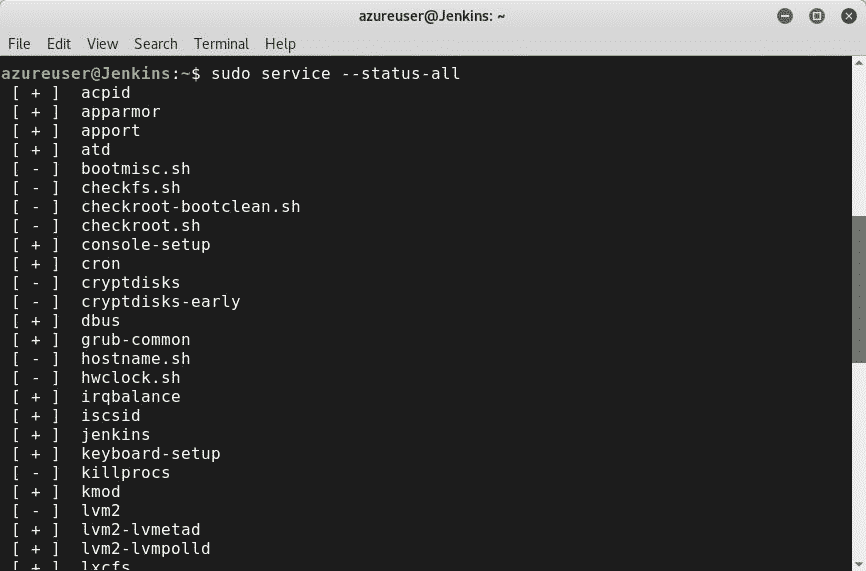 azureuser@Jenkins: ~
File Edit View Search Terminal Help
azureuser@Jenkins:~$ sudo service --status-all
[ + ] acpid
[ + ] apparmor
[ + ] apport
[ + ] atd
[ - ] bootmisc.sh
[ - ] checkfs.sh
[ - ] checkroot-bootclean.sh
[ - ] checkroot.sh
[ + ] console-setup
[ + ] cron
[ - ] cryptdisks
[ - ] cryptdisks-early
[ + ] dbus
[ + ] grub-common
[ - ] hostname.sh
[ - ] hwclock.sh
[ + ] irqbalance
[ + ] iscsid
[ + ] jenkins
[ + ] keyboard-setup
[ - ] killprocs
[ + ] kmod
[ - ] lvm2
[ + ] lvm2-lvmetad
[ + ] lvm2-lvmpolld
[ + ] lxcfs